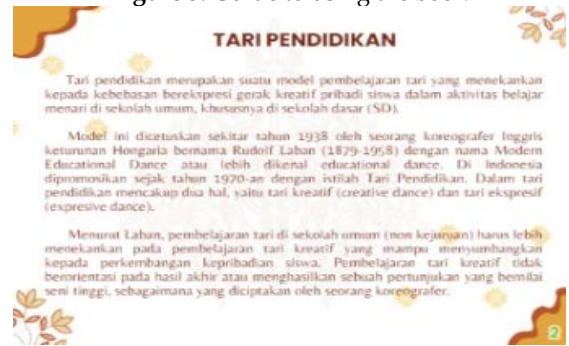 TARI PENDIDIKAN
Tari pendidikan merupakan suatu model pembelajaran tari yang menekankan
kepada kebebasan berekspresi gerak kreatif pribadi siswa dalam aktivitas belajar
menari di sekolah umum, khususnya di sekolah dasar (SD).
Model ini dicetuskan sekitar tahun 1938 oleh seorang koreografer Inggris
keturunan Hongaria bernama Rudolf Laban (1879-1958) dengan nama Modern
Educational Dance atau lebih dikenal educational dance. Di Indonesia
dipromosikan sejak tahun 1970-an dengan istilah Tari Pendidikan. Dalam tari
pendidikan mencakup dua hal, yaitu tari kreatif (creative dance) dan tari ekspresif
(expresive dance).
Menurut Laban, pembelajaran tari di sekolah umum (non kejuruan) harus lebih
menekankan pada pembelajaran tari kreatif yang mampu menyumbangkan
kepada perkembangan kepribadian siswa. Pembelajaran tari kreatif tidak
berorientasi pada hasil akhir atau menghasilkan sebuah pertunjukan yang bernilai
seni tinggi, sebagaimana yang diciptakan oleh seorang koreografer.
2